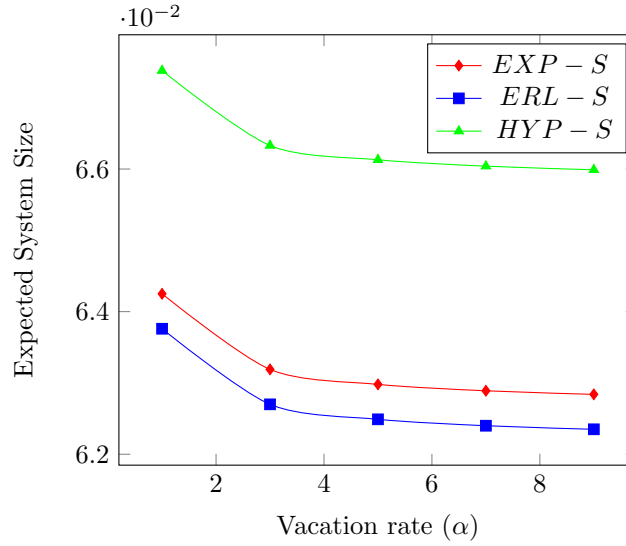 ·10−2
EXP − S
ERL − S
HYP − S
6.6
6.4
6.2
Expected System Size
2 4 6 8
Vacation rate (α)